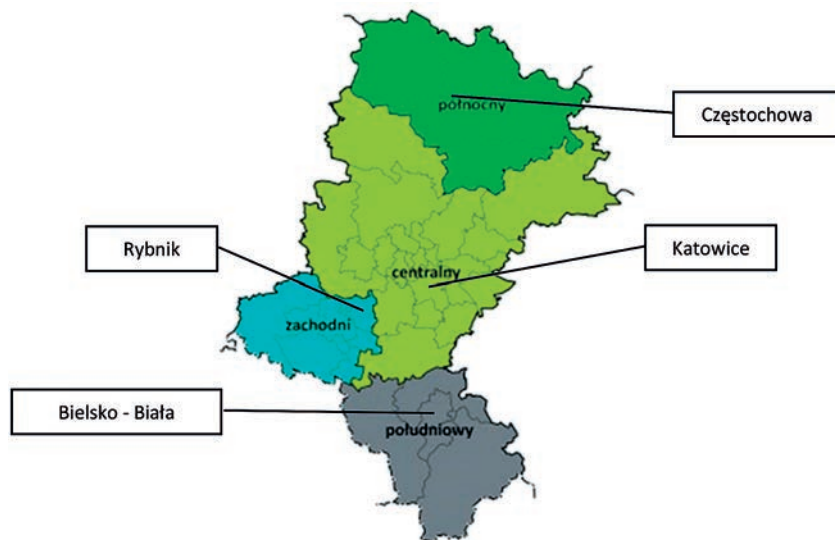 północny
Częstochowa
Rybnik
Katowice
centralny
zachodni
Bielsko - Biała
południowy